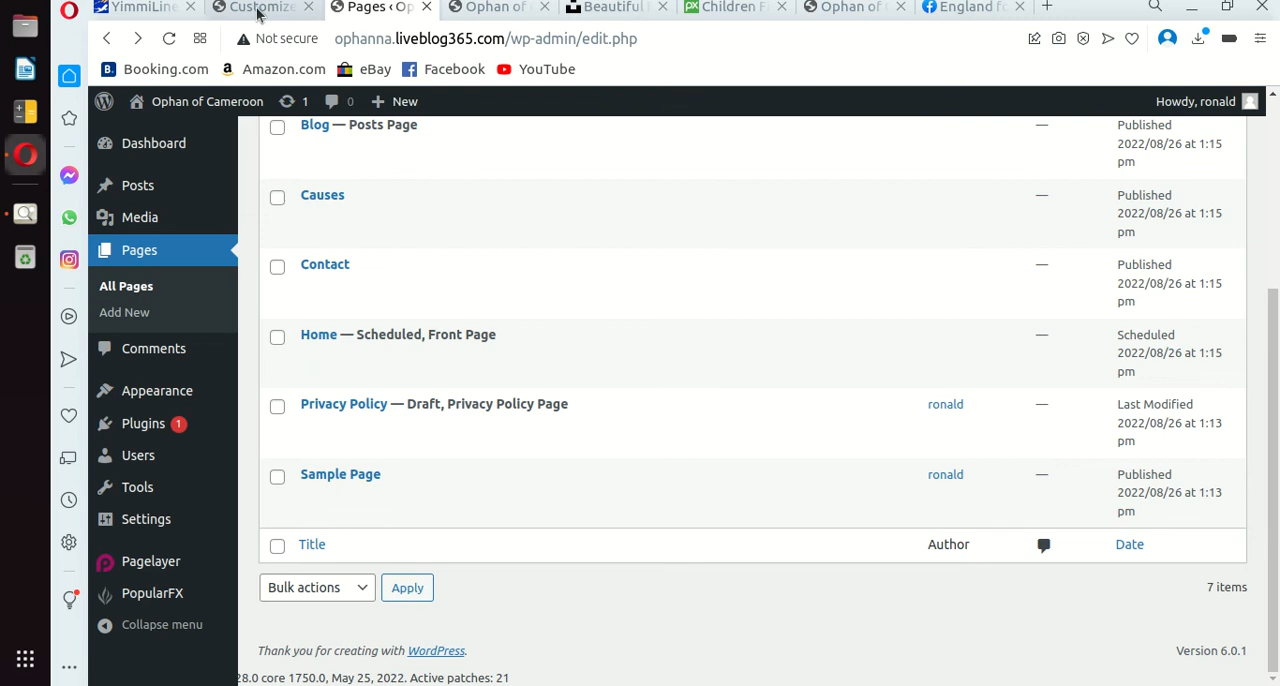 YimmiLine
Customize
Pages ‹ Op
Ophan of
Beautiful
Children F
Ophan of
England fo
Not secure
ophanna.liveblog365.com/wp-admin/edit.php
Booking.com
Amazon.com
eBay
Facebook
YouTube
Ophan of Cameroon
1
0
New
Howdy, ronald
Dashboard
Posts
Media
Pages
All Pages
Add New
Comments
Appearance
Plugins 1
Users
Tools
Settings
Pagelayer
PopularFX
Collapse menu
Blog — Posts Page
—
Published
2022/08/26 at 1:15
pm
Causes
—
Published
2022/08/26 at 1:15
pm
Contact
—
Published
2022/08/26 at 1:15
pm
Home — Scheduled, Front Page
—
Scheduled
2022/08/26 at 1:15
pm
Privacy Policy — Draft, Privacy Policy Page
ronald
—
Last Modified
2022/08/26 at 1:13
pm
Sample Page
ronald
—
Published
2022/08/26 at 1:13
pm
Title
Author
Date
Bulk actions
Apply
7 items
Thank you for creating with WordPress.
Version 6.0.1
28.0 core 1750.0, May 25, 2022. Active patches: 21